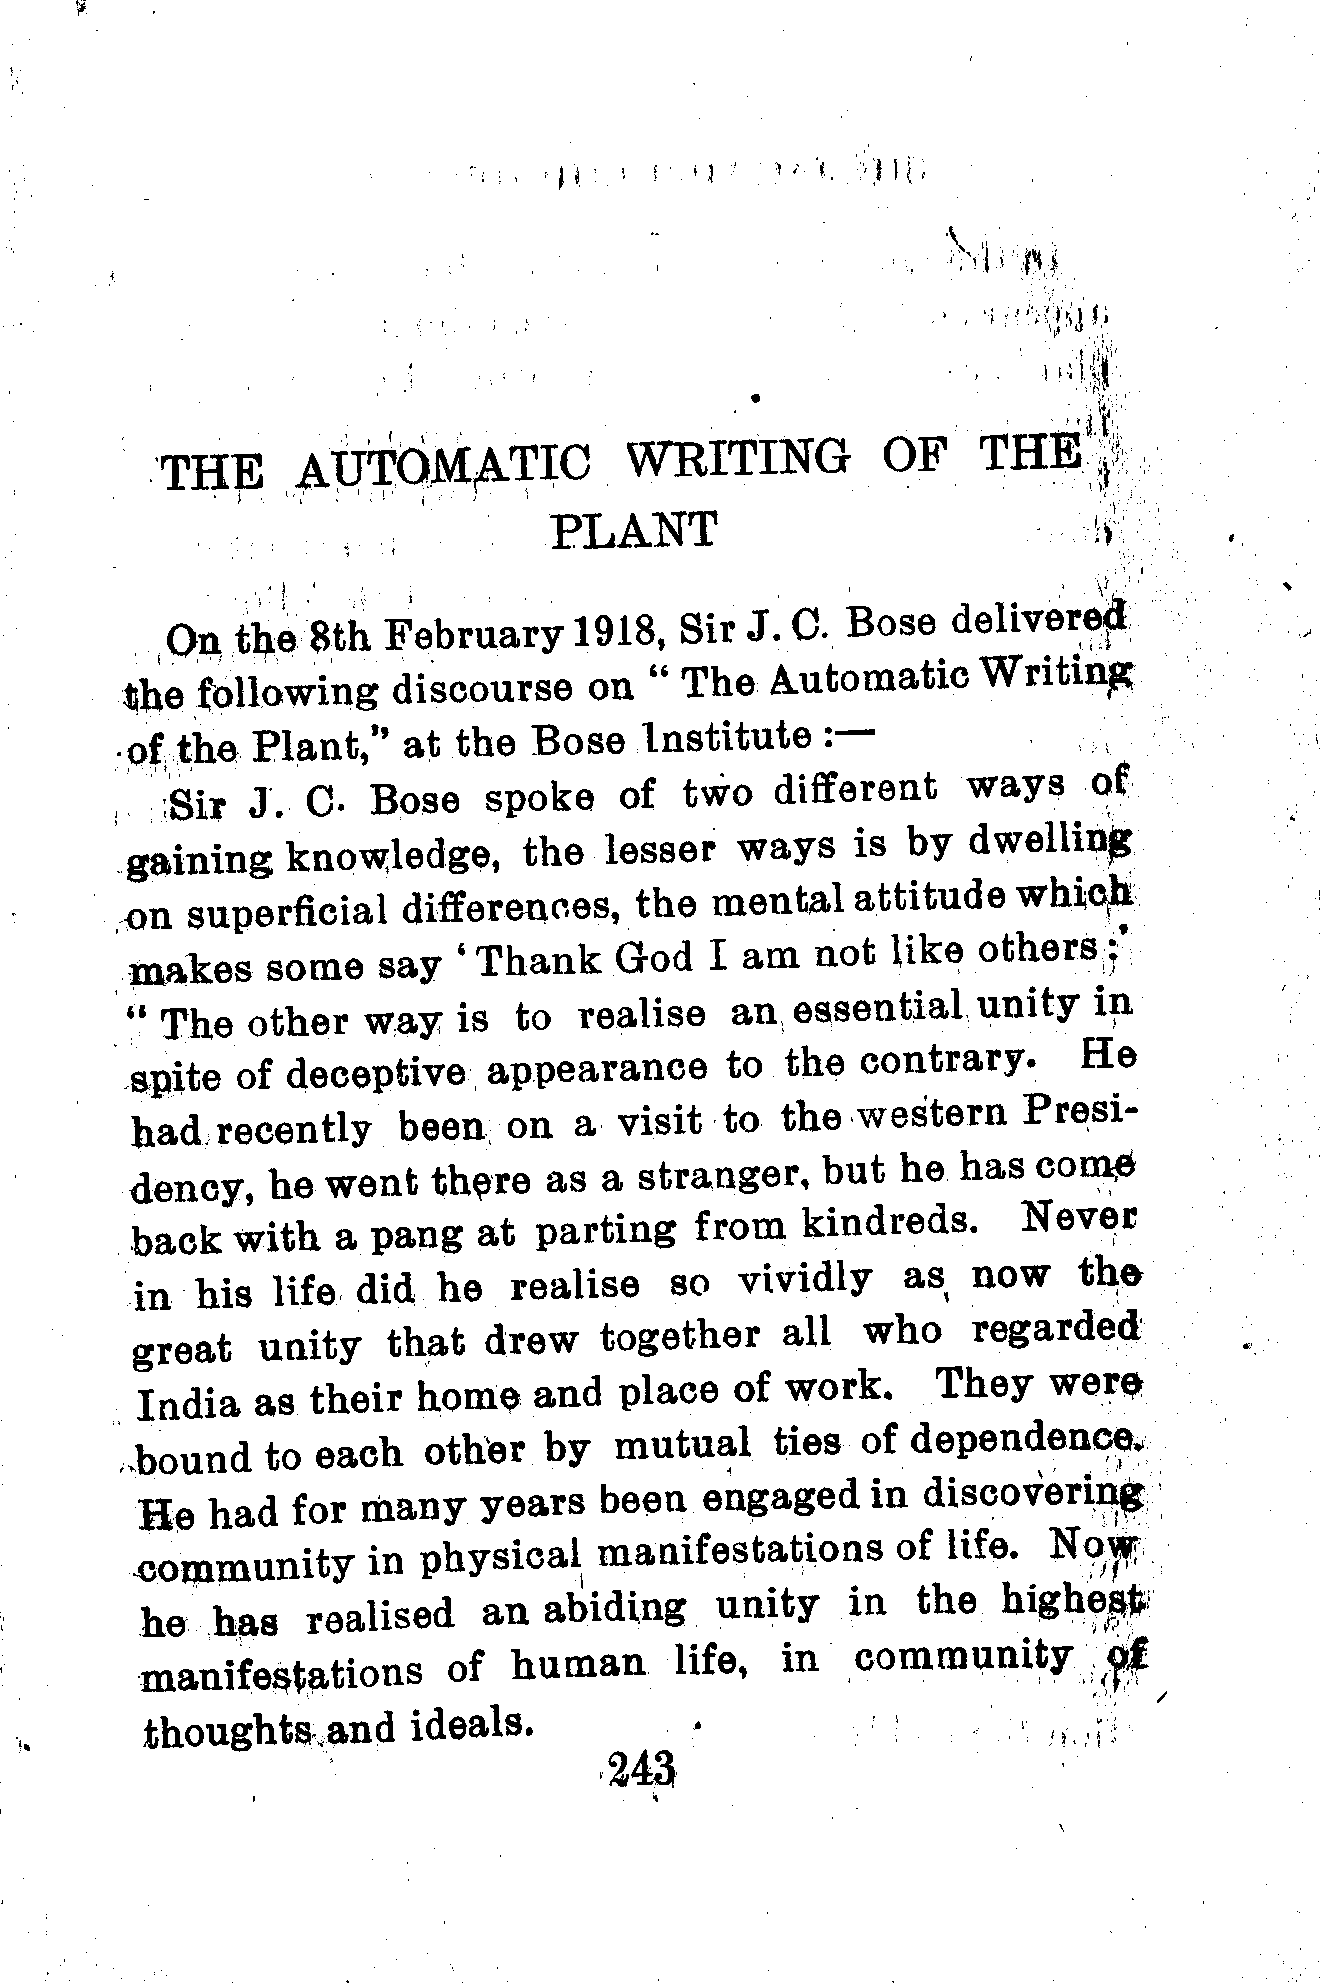 THE AUTOMATIC WRITING OF THE
PLANT
On the 8th February 1918, Sir J. C. Bose delivered
the following discourse on “ The Automatic Writing
of the Plant,” at the Bose Institute :—
Sir J. C. Bose spoke of two different ways of
gaining knowledge, the lesser ways is by dwelling
on superficial differences, the mental attitude which
makes some say ‘ Thank God I am not like others ;’
“ The other way is to realise an essential unity in
spite of deceptive appearance to the contrary. He
had recently been on a visit to the western Presi-
dency, he went there as a stranger, but he has come
back with a pang at parting from kindreds. Never
in his life did he realise so vividly as now the
great unity that drew together all who regarded
India as their home and place of work. They were
bound to each other by mutual ties of dependence.
He had for many years been engaged in discovering
community in physical manifestations of life. Now
he has realised an abiding unity in the highest
manifestations of human life, in community of
thoughts and ideals.
243